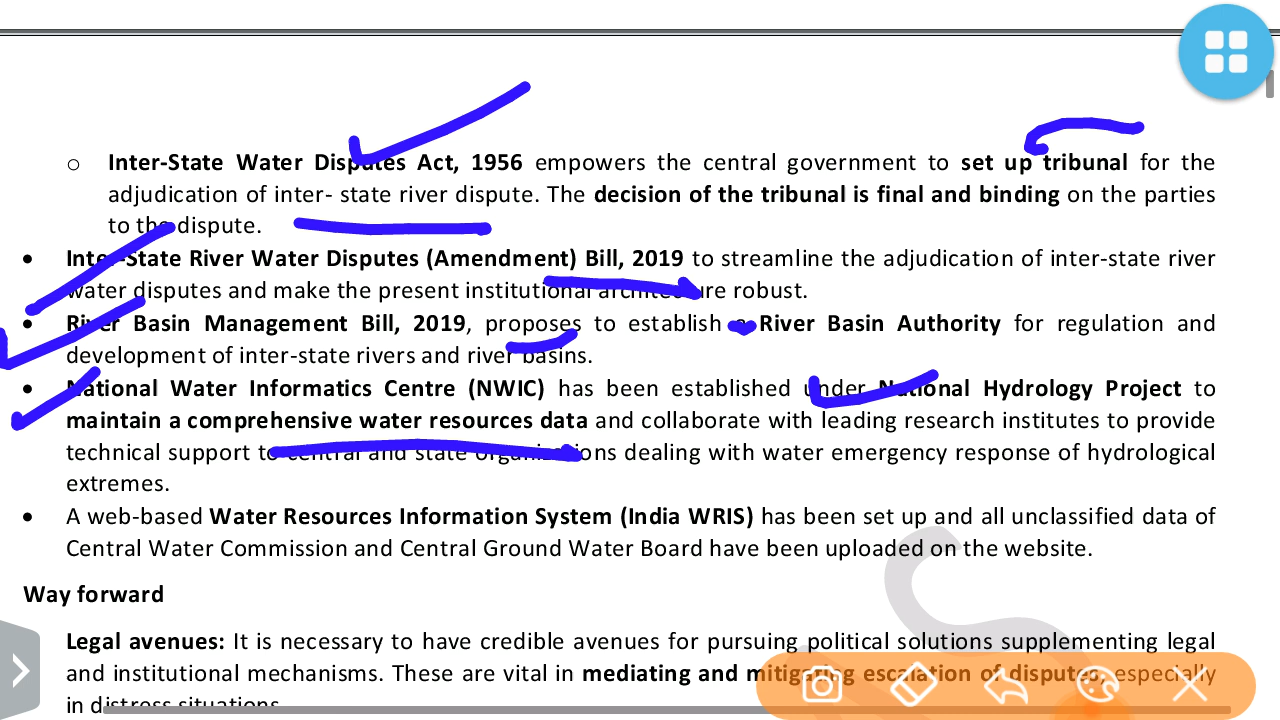 ○ Inter-State Water Disputes Act, 1956 empowers the central government to set up tribunal for the
adjudication of inter- state river dispute. The decision of the tribunal is final and binding on the parties
to the dispute.
• Inter-State River Water Disputes (Amendment) Bill, 2019 to streamline the adjudication of inter-state river
water disputes and make the present institutional architecture robust.
• River Basin Management Bill, 2019, proposes to establish a River Basin Authority for regulation and
development of inter-state rivers and river basins.
• National Water Informatics Centre (NWIC) has been established under National Hydrology Project to
maintain a comprehensive water resources data and collaborate with leading research institutes to provide
technical support to central and state organizations dealing with water emergency response of hydrological
extremes.
• A web-based Water Resources Information System (India WRIS) has been set up and all unclassified data of
Central Water Commission and Central Ground Water Board have been uploaded on the website.
Way forward
Legal avenues: It is necessary to have credible avenues for pursuing political solutions supplementing legal
and institutional mechanisms. These are vital in mediating and mitigating escalation of disputes, especially
in distress situations.